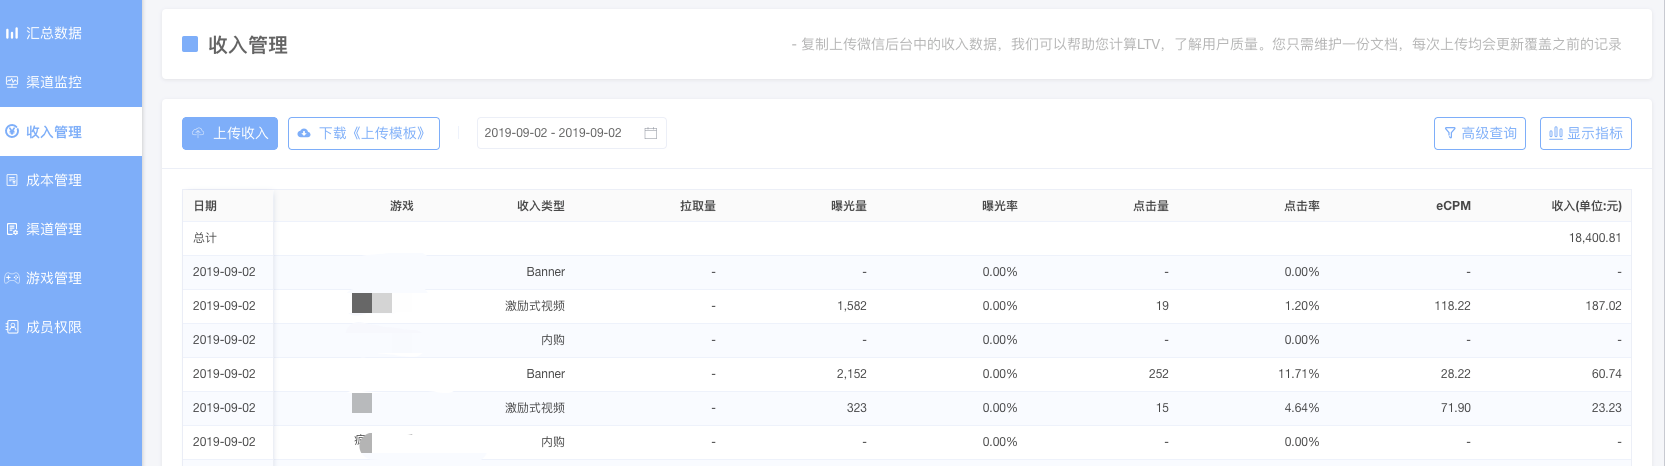 汇总数据
渠道监控
收入管理
成本管理
渠道管理
游戏管理
成员权限
收入管理
- 复制上传微信后台中的收入数据，我们可以帮助您计算LTV，了解用户质量。您只需维护一份文档，每次上传均会更新覆盖之前的记录
上传收入 下载《上传模板》 2019-09-02 - 2019-09-02 高级查询 显示指标
日期 游戏 收入类型 拉取量 曝光量 曝光率 点击量 点击率 eCPM 收入(单位:元)
总计 18,400.81
2019-09-02 Banner - - 0.00% - 0.00% - -
2019-09-02 激励式视频 - 1,582 0.00% 19 1.20% 118.22 187.02
2019-09-02 内购 - - 0.00% - 0.00% - -
2019-09-02 Banner - 2,152 0.00% 252 11.71% 28.22 60.74
2019-09-02 激励式视频 - 323 0.00% 15 4.64% 71.90 23.23
2019-09-02 内购 - - 0.00% - 0.00% - -